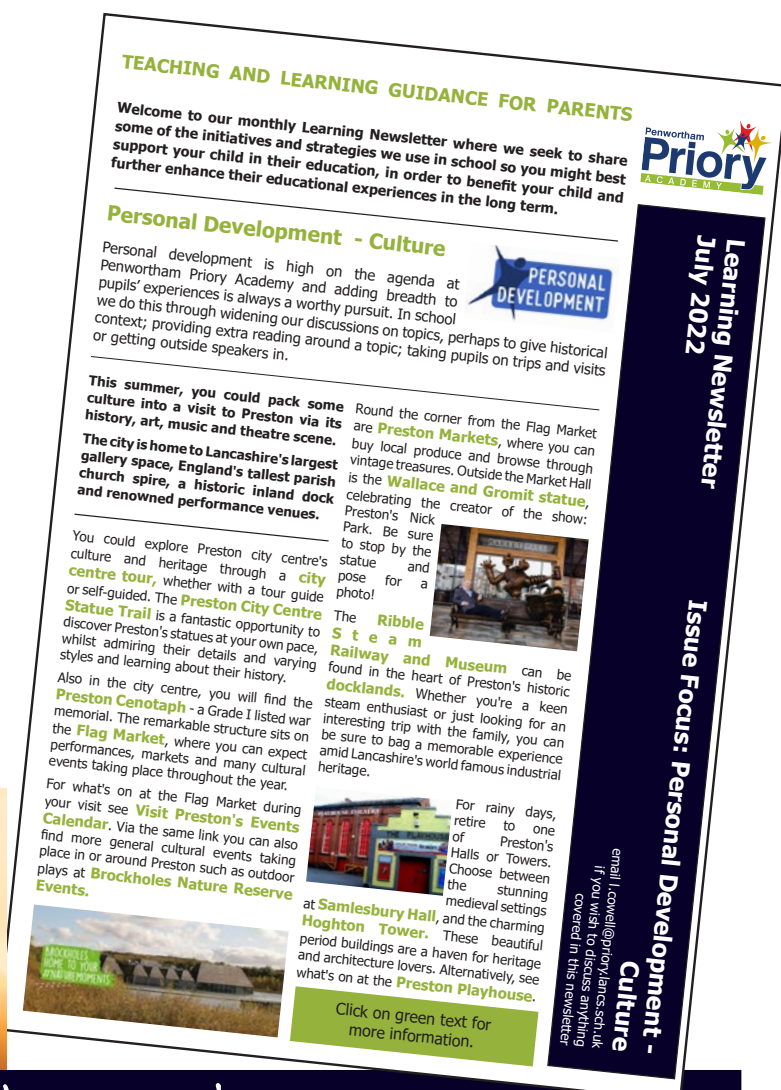 TEACHING AND LEARNING GUIDANCE FOR PARENTS
Welcome to our monthly Learning Newsletter where we seek to share
some of the initiatives and strategies we use in school so you might best
support your child in their education, in order to benefit your child and
further enhance their educational experiences in the long term.
Penwortham
Priory
ACADEMY
Personal Development - Culture
PERSONAL
DEVELOPMENT
Personal development is high on the agenda at
Penwortham Priory Academy and adding breadth to
pupils' experiences is always a worthy pursuit. In school
we do this through widening our discussions on topics, perhaps to give historical
context; providing extra reading around a topic; taking pupils on trips and visits
or getting outside speakers in.
This summer, you could pack some
culture into a visit to Preston via its
history, art, music and theatre scene.
The city is home to Lancashire's largest
gallery space, England's tallest parish
church spire, a historic inland dock
and renowned performance venues.
You could explore Preston city centre's
culture and heritage through a city
centre tour, whether with a tour guide
or self-guided. The Preston City Centre
Statue Trail is a fantastic opportunity to
discover Preston's statues at your own pace,
whilst admiring their details and varying
styles and learning about their history.
Also in the city centre, you will find the
Preston Cenotaph - a Grade I listed war
memorial. The remarkable structure sits on
the Flag Market, where you can expect
performances, markets and many cultural
events taking place throughout the year.
For what's on at the Flag Market during
your visit see Visit Preston's Events
Calendar. Via the same link you can also
find more general cultural events taking
place in or around Preston such as outdoor
plays at Brockholes Nature Reserve
Events.
BROCKHOLES
HOME TO YOUR
#NATUREMOMENTS
Round the corner from the Flag Market
are Preston Markets, where you can
buy local produce and browse through
vintage treasures. Outside the Market Hall
is the Wallace and Gromit statue,
celebrating the creator of the show:
Preston's Nick
Park. Be sure
to stop by the
statue and
pose for a
photo!
The Ribble
Steam
Railway and Museum can be
found in the heart of Preston's historic
docklands. Whether you're a keen
steam enthusiast or just looking for an
interesting trip with the family, you can
be sure to bag a memorable experience
amid Lancashire's world famous industrial
heritage.
For rainy days,
retire to one
of Preston's
Halls or Towers.
Choose between
the stunning
medieval settings
at Samlesbury Hall, and the charming
Hoghton Tower. These beautiful
period buildings are a haven for heritage
and architecture lovers. Alternatively, see
what's on at the Preston Playhouse.
Click on green text for
more information.
Learning Newsletter
July 2022
Issue Focus: Personal Development -
Culture
email l.cowell@priory.lancs.sch.uk
if you wish to discuss anything
covered in this newsletter